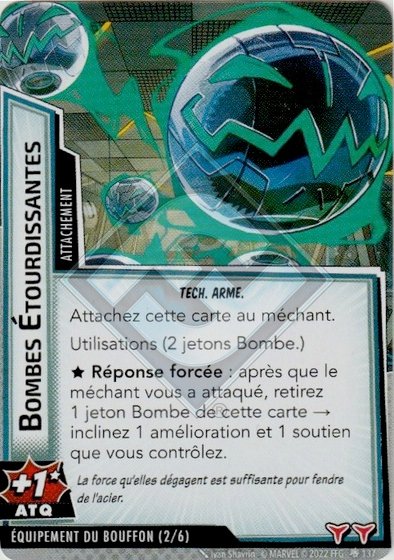 BOMBES ÉTOURDISSANTES
ATTACHEMENT
TECH. ARME.
Attachez cette carte au méchant.
Utilisations (2 jetons Bombe.)
★ Réponse forcée : après que le
méchant vous a attaqué, retirez
1 jeton Bombe de cette carte →
inclinez 1 amélioration et 1 soutien
que vous contrôlez.
La force qu'elles dégagent est suffisante pour fendre
de l'acier.
+1★
ATQ
ÉQUIPEMENT DU BOUFFON (2/6)
Ivan Shavrin. © MARVEL © 2022 FFG 137